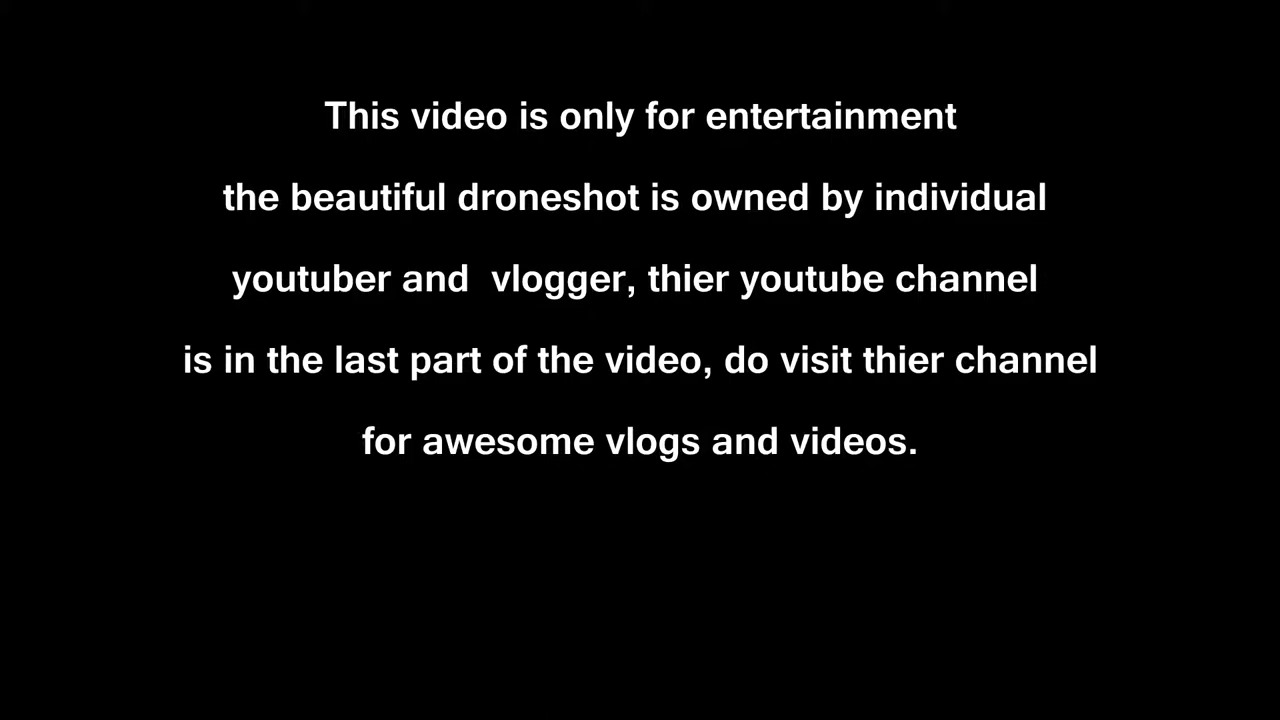 This video is only for entertainment
the beautiful droneshot is owned by individual
youtuber and  vlogger, thier youtube channel
is in the last part of the video, do visit thier channel
for awesome vlogs and videos.